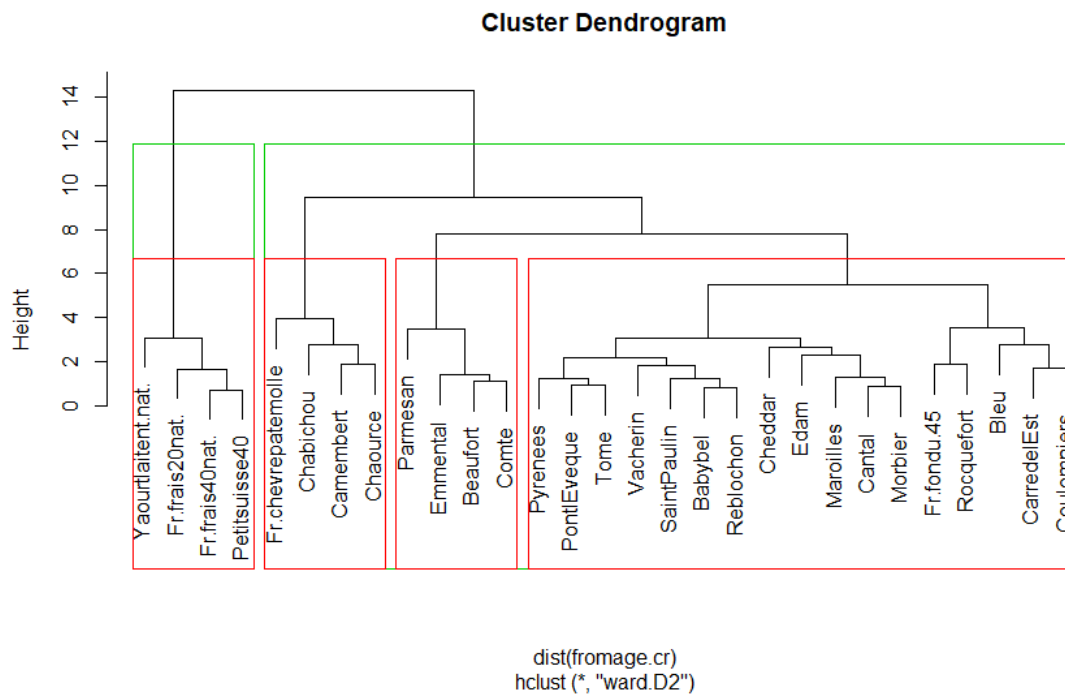 Cluster Dendrogram
Height
14
12
10
8
6
4
2
0
Yaourtlaitent.nat.
Fr.frais20nat.
Fr.frais40nat.
Petitsuisse40
Fr.chevrepatemolle
Chabichou
Camembert
Chaource
Parmesan
Emmental
Beaufort
Comte
Pyrenees
PontlEveque
Tome
Vacherin
SaintPaulin
Babybel
Reblochon
Cheddar
Edam
Maroilles
Cantal
Morbier
Fr.fondu.45
Rocquefort
Bleu
CarredelEst
Coulommiers
dist(fromage.cr)
hclust (*, "ward.D2")